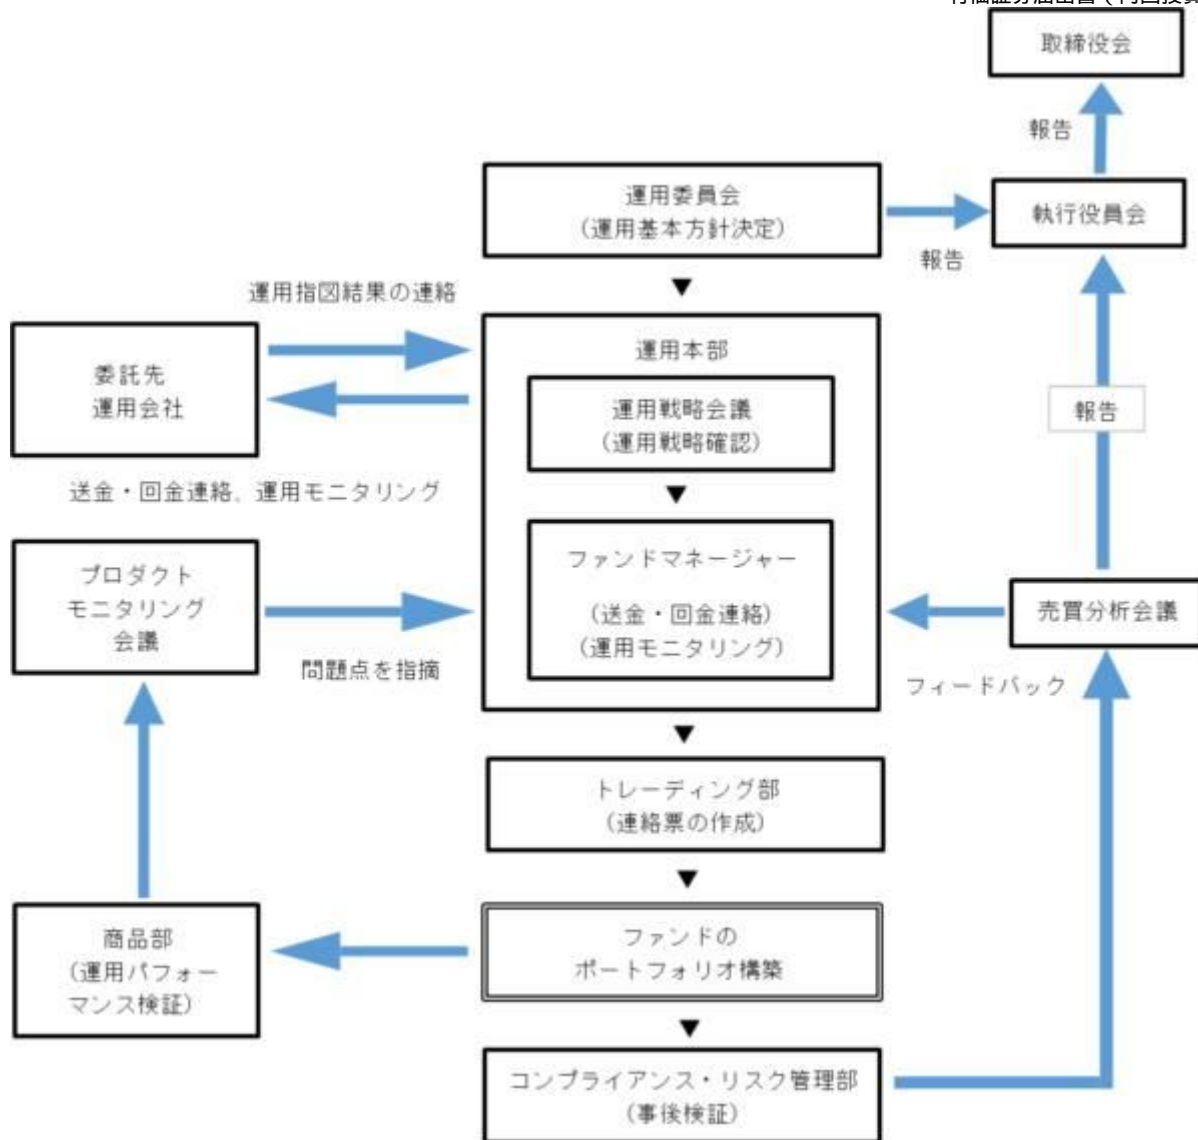 取締役会
報告
運用委員会
(運用基本方針決定)
執行役員会
報告
運用指図結果の連絡
運用本部
委託先
運用会社
運用戦略会議
(運用戦略確認)
報告
送金・回金連絡、運用モニタリング
プロダクト
モニタリング
会議
ファンドマネージャー
(送金・回金連絡)
(運用モニタリング)
売買分析会議
問題点を指摘
フィードバック
トレーディング部
(連絡票の作成)
商品部
(運用パフォー
マンス検証)
ファンドの
ポートフォリオ構築
コンプライアンス・リスク管理部
(事後検証)